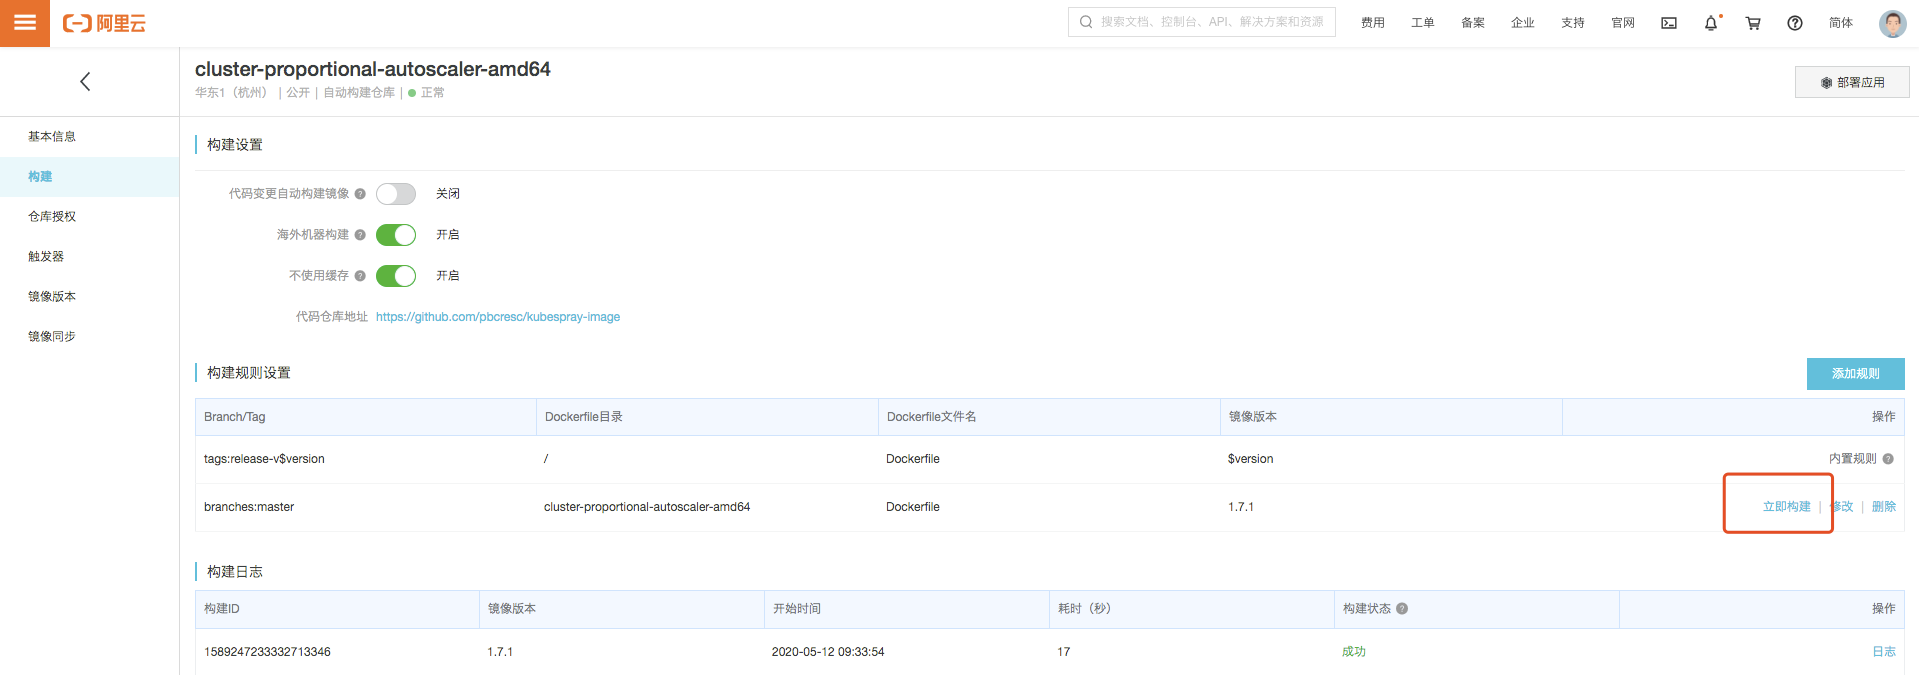 阿里云
搜索文档、控制台、API、解决方案和资源
费用 工单 备案 企业 支持 官网 简体
cluster-proportional-autoscaler-amd64
华东1（杭州） | 公开 | 自动构建仓库 | 正常
部署应用
基本信息
构建
仓库授权
触发器
镜像版本
镜像同步
构建设置
代码变更自动构建镜像 关闭
海外机器构建 开启
不使用缓存 开启
代码仓库地址 https://github.com/pbcresc/kubespray-image
构建规则设置
添加规则
Branch/Tag Dockerfile目录 Dockerfile文件名 镜像版本 操作
tags:release-v$version / Dockerfile $version 内置规则
branches:master cluster-proportional-autoscaler-amd64 Dockerfile 1.7.1 立即构建 | 修改 | 删除
构建日志
构建ID 镜像版本 开始时间 耗时（秒） 构建状态 操作
1589247233332713346 1.7.1 2020-05-12 09:33:54 17 成功 日志